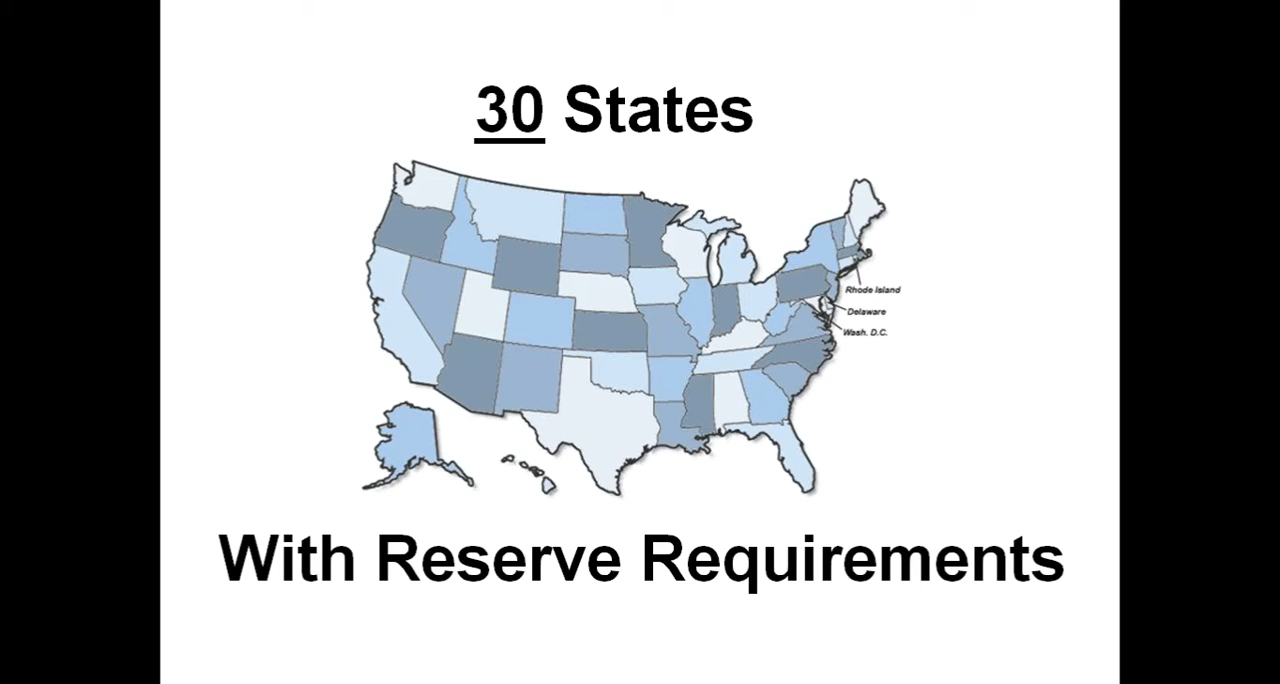 30 States
Rhode Island
Delaware
Wash. D.C.
With Reserve Requirements